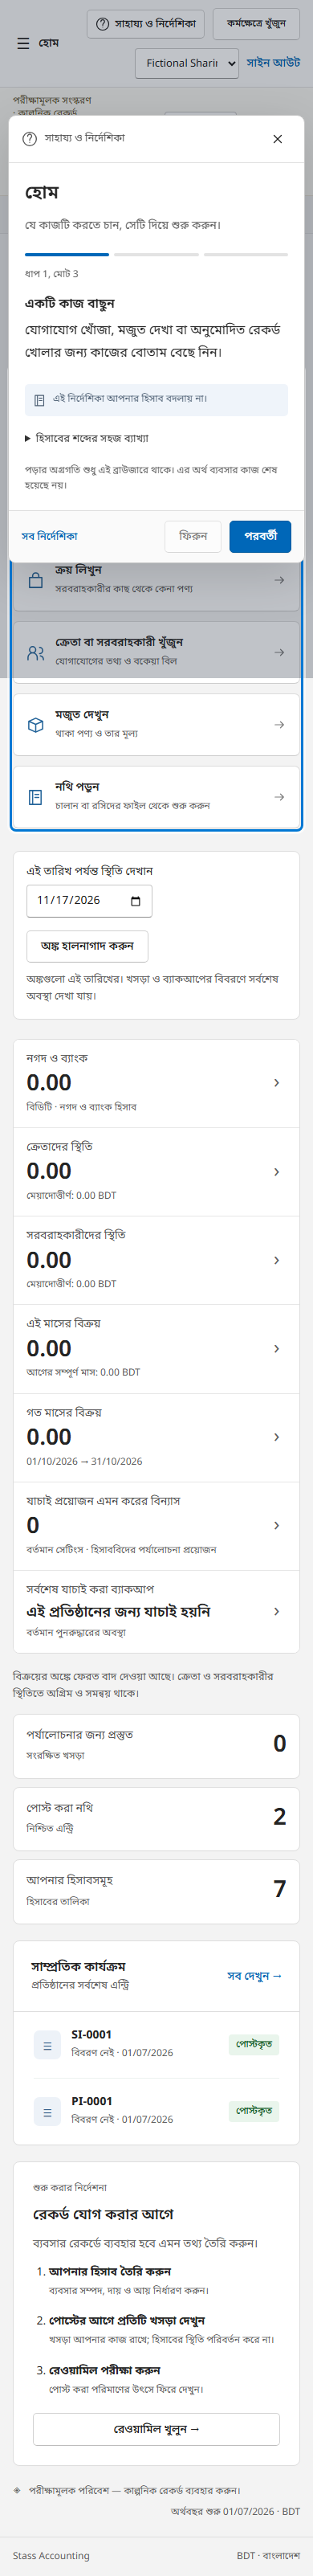 সাহায্য ও নির্দেশিকা
কর্মক্ষেত্রে খুঁজুন
হোম
Fictional Shari
সাইন আউট
পরীক্ষামূলক সংস্করণ
সাহায্য ও নির্দেশিকা
হোম
যে কাজটি করতে চান, সেটি দিয়ে শুরু করুন।
ধাপ 1, মোট 3
একটি কাজ বাছুন
যোগাযোগ খোঁজা, মজুত দেখা বা অনুমোদিত রেকর্ড
খোলার জন্য কাজের বোতাম বেছে নিন।
এই নির্দেশিকা আপনার হিসাব বদলায় না।
হিসাবের শব্দের সহজ ব্যাখ্যা
পড়ার অগ্রগতি শুধু এই ব্রাউজারে থাকে। এর অর্থ ব্যবসার কাজ শেষ
হয়েছে নয়।
সব নির্দেশিকা
ফিরুন
পরবর্তী
ক্রয় লিখুন
সরবরাহকারীর কাছ থেকে কেনা পণ্য
ক্রেতা বা সরবরাহকারী খুঁজুন
যোগাযোগের তথ্য ও বকেয়া বিল
মজুত দেখুন
থাকা পণ্য ও তার মূল্য
নথি পড়ুন
চালান বা রসিদের ফাইল থেকে শুরু করুন
এই তারিখ পর্যন্ত স্থিতি দেখান
11/17/2026
অঙ্ক হালনাগাদ করুন
অঙ্কগুলো এই তারিখের। খসড়া ও ব্যাকআপের বিবরণে সর্বশেষ
অবস্থা দেখা যায়।
নগদ ও ব্যাংক
0.00
বিডিটি · নগদ ও ব্যাংক হিসাব
ক্রেতাদের স্থিতি
0.00
মেয়াদোত্তীর্ণ: 0.00 BDT
সরবরাহকারীদের স্থিতি
0.00
মেয়াদোত্তীর্ণ: 0.00 BDT
এই মাসের বিক্রয়
0.00
আগের সম্পূর্ণ মাস: 0.00 BDT
গত মাসের বিক্রয়
0.00
01/10/2026 – 31/10/2026
যাচাই প্রয়োজন এমন করের বিন্যাস
0
বর্তমান সেটিংস · হিসাববিদের পর্যালোচনা প্রয়োজন
সর্বশেষ যাচাই করা ব্যাকআপ
এই প্রতিষ্ঠানের জন্য যাচাই হয়নি
বর্তমান পুনরুদ্ধারের অবস্থা
বিক্রয়ের অঙ্কে ফেরত বাদ দেওয়া আছে। ক্রেতা ও সরবরাহকারীর
স্থিতিতে অগ্রিম ও সমন্বয় থাকে।
পর্যালোচনার জন্য প্রস্তুত
0
সংরক্ষিত খসড়া
পোস্ট করা নথি
2
নিশ্চিত এন্ট্রি
আপনার হিসাবসমূহ
7
হিসাবের তালিকা
সাম্প্রতিক কার্যক্রম
সব দেখুন →
প্রতিষ্ঠানের সর্বশেষ এন্ট্রি
SI-0001
বিবরণ নেই · 01/07/2026
পোস্টকৃত
PI-0001
বিবরণ নেই · 01/07/2026
পোস্টকৃত
শুরু করার নির্দেশনা
রেকর্ড যোগ করার আগে
ব্যবসার রেকর্ডে ব্যবহার হবে এমন তথ্য তৈরি করুন।
1. আপনার হিসাব তৈরি করুন
ব্যবসার সম্পদ, দায় ও আয় নির্ধারণ করুন।
2. পোস্টের আগে প্রতিটি খসড়া দেখুন
খসড়া আপনার কাজ রাখে; হিসাবের স্থিতি পরিবর্তন করে না।
3. রেওয়ামিল পরীক্ষা করুন
পোস্ট করা পরিমাণের উৎসে ফিরে দেখুন।
রেওয়ামিল খুলুন →
পরীক্ষামূলক পরিবেশ — কাল্পনিক রেকর্ড ব্যবহার করুন।
অর্থবছর শুরু 01/07/2026 · BDT
Stass Accounting
BDT · বাংলাদেশ